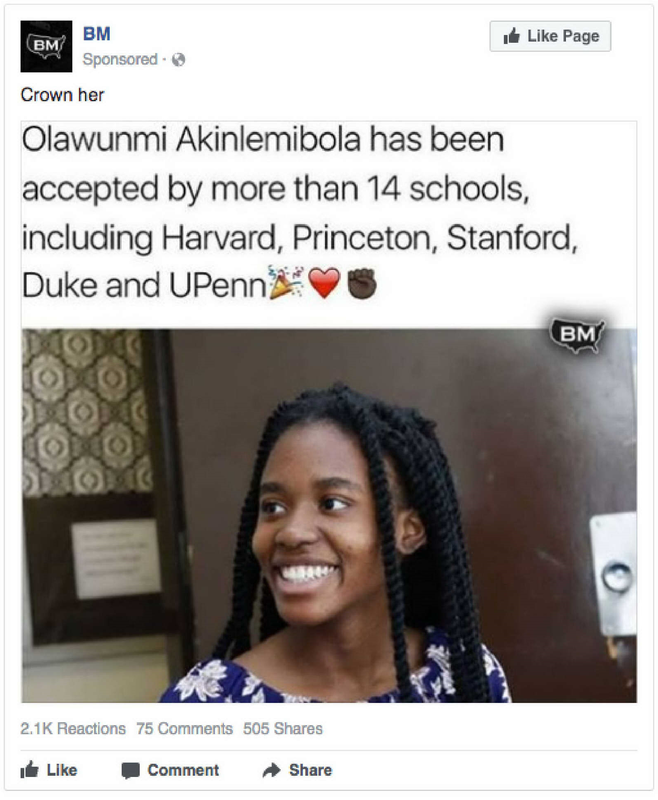 BM
BM
Like Page
Sponsored ·
Crown her
Olawunmi Akinlemibola has been
accepted by more than 14 schools,
including Harvard, Princeton, Stanford,
Duke and UPenn🎉❤️✊🏿
BM
2.1K Reactions 75 Comments 505 Shares
Like Comment Share